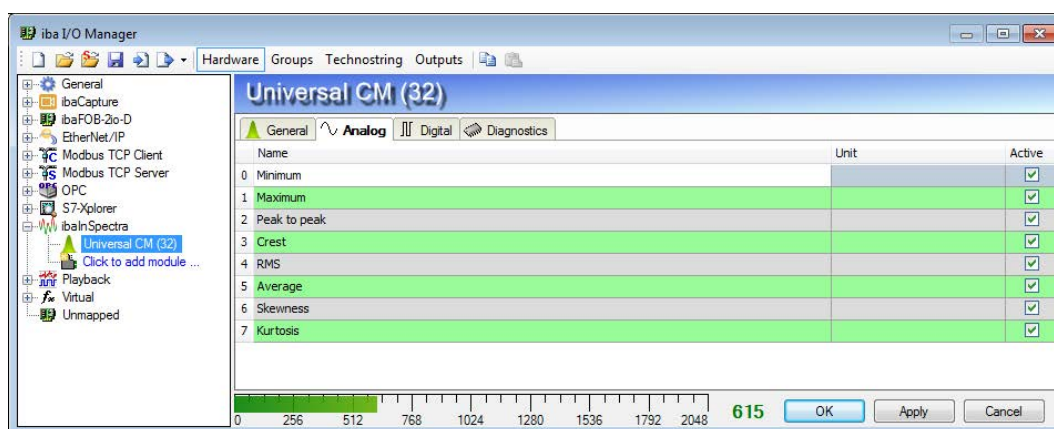 iba I/O Manager
Hardware Groups Technostring Outputs
General
ibaCapture
ibaFOB-2io-D
EtherNet/IP
Modbus TCP Client
Modbus TCP Server
OPC
S7-Xplorer
ibaInSpectra
Universal CM (32)
Click to add module ...
Playback
Virtual
Unmapped
Universal CM (32)
General Analog Digital Diagnostics
Name Unit Active
0 Minimum
1 Maximum
2 Peak to peak
3 Crest
4 RMS
5 Average
6 Skewness
7 Kurtosis
0 256 512 768 1024 1280 1536 1792 2048 615 OK Apply Cancel